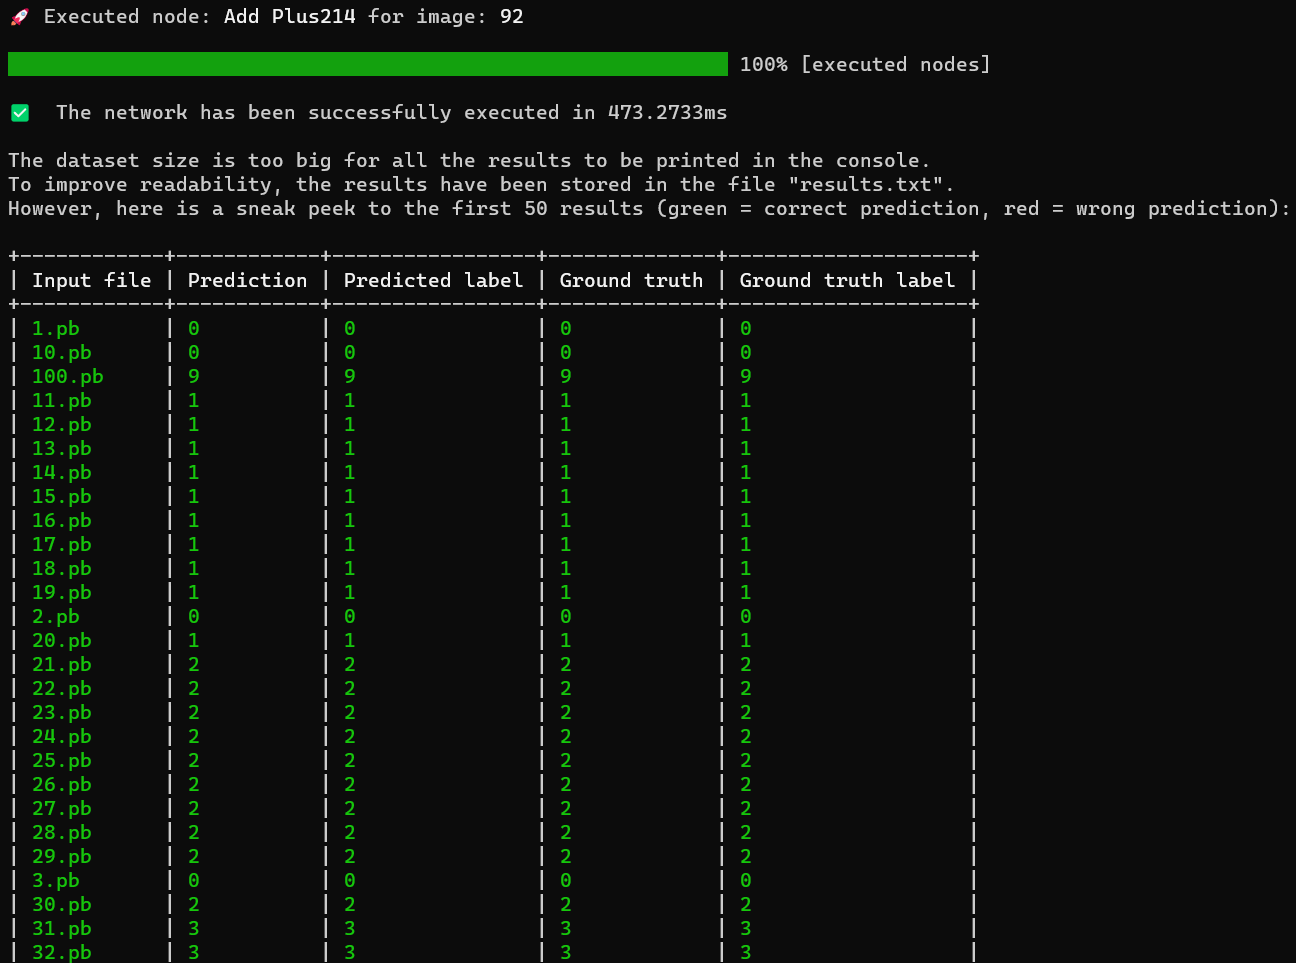 🚀 Executed node: Add Plus214 for image: 92
100% [executed nodes]
✅ The network has been successfully executed in 473.2733ms
The dataset size is too big for all the results to be printed in the console.
To improve readability, the results have been stored in the file "results.txt".
However, here is a sneak peek to the first 50 results (green = correct prediction, red = wrong prediction):
+------------+------------+-----------------+--------------+--------------------+
| Input file | Prediction | Predicted label | Ground truth | Ground truth label |
+------------+------------+-----------------+--------------+--------------------+
| 1.pb | 0 | 0 | 0 | 0 |
| 10.pb | 0 | 0 | 0 | 0 |
| 100.pb | 9 | 9 | 9 | 9 |
| 11.pb | 1 | 1 | 1 | 1 |
| 12.pb | 1 | 1 | 1 | 1 |
| 13.pb | 1 | 1 | 1 | 1 |
| 14.pb | 1 | 1 | 1 | 1 |
| 15.pb | 1 | 1 | 1 | 1 |
| 16.pb | 1 | 1 | 1 | 1 |
| 17.pb | 1 | 1 | 1 | 1 |
| 18.pb | 1 | 1 | 1 | 1 |
| 19.pb | 1 | 1 | 1 | 1 |
| 2.pb | 0 | 0 | 0 | 0 |
| 20.pb | 1 | 1 | 1 | 1 |
| 21.pb | 2 | 2 | 2 | 2 |
| 22.pb | 2 | 2 | 2 | 2 |
| 23.pb | 2 | 2 | 2 | 2 |
| 24.pb | 2 | 2 | 2 | 2 |
| 25.pb | 2 | 2 | 2 | 2 |
| 26.pb | 2 | 2 | 2 | 2 |
| 27.pb | 2 | 2 | 2 | 2 |
| 28.pb | 2 | 2 | 2 | 2 |
| 29.pb | 2 | 2 | 2 | 2 |
| 3.pb | 0 | 0 | 0 | 0 |
| 30.pb | 2 | 2 | 2 | 2 |
| 31.pb | 3 | 3 | 3 | 3 |
| 32.pb | 3 | 3 | 3 | 3 |